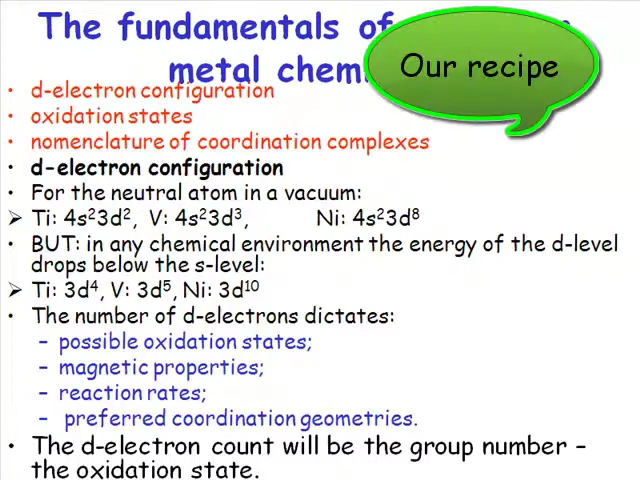 The fundamentals of
metal chem
Our recipe
• d-electron configuration
• oxidation states
• nomenclature of coordination complexes
• d-electron configuration
• For the neutral atom in a vacuum:
➢ Ti: 4s²3d², V: 4s²3d³, Ni: 4s²3d⁸
• BUT: in any chemical environment the energy of the d-level
drops below the s-level:
➢ Ti: 3d⁴, V: 3d⁵, Ni: 3d¹⁰
• The number of d-electrons dictates:
– possible oxidation states;
– magnetic properties;
– reaction rates;
– preferred coordination geometries.
• The d-electron count will be the group number –
the oxidation state.